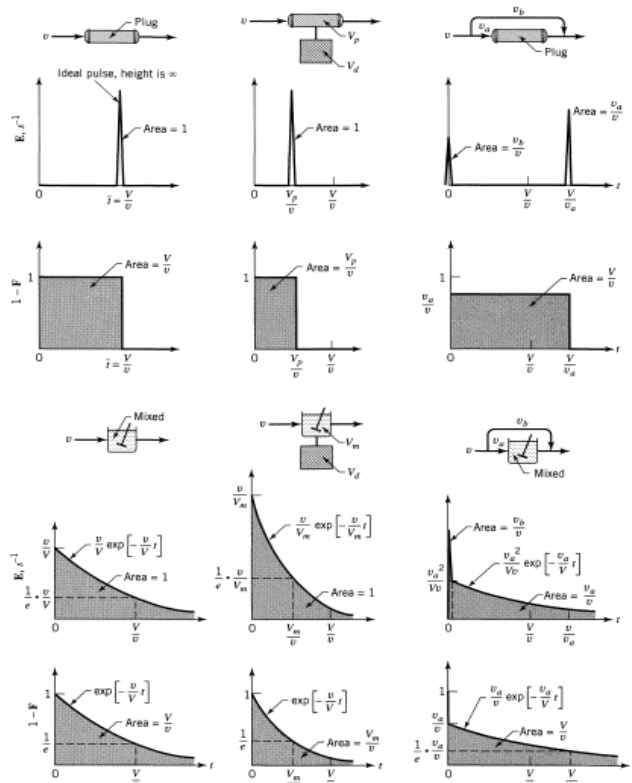 Plug
v
v
V_p
V_d
v_b
v
v_a
Plug
Ideal pulse, height is ∞
E, s⁻¹
Area = 1
0
t̄ = V/v
Area = 1
0
V_p/v
V/v
Area = v_b/v
Area = v_a/v
0
V/v
V/v_a
t
1 – F
1
Area = V/v
0
t̄ = V/v
1
Area = V_p/v
0
V_p/v
V/v
1
v_a/v
Area = V/v
0
V/v
V/v_a
t
v
Mixed
v
V_m
V_d
v_b
v
v_a
Mixed
E, s⁻¹
v/V
v/V exp[-v/V t]
1/e · v/V
Area = 1
0
V/v
v/V_m
v/V_m exp[-v/V_m t]
1/e · v/V_m
Area = 1
0
V_m/v
V/v
Area = v_b/v
v_a²/Vv
v_a²/Vv exp[-v_a/V t]
Area = v_a/v
0
V/v
v/v_a
t
1 – F
1
exp[-v/V t]
Area = V/v
0
V
t
1
exp[-v/V t]
1/e
Area = V_m/v
0
V_m
V
1
v_a/v
v_a/v exp[-v_a/V t]
1/e · v_a/v
Area = V/v
0
V
V
t